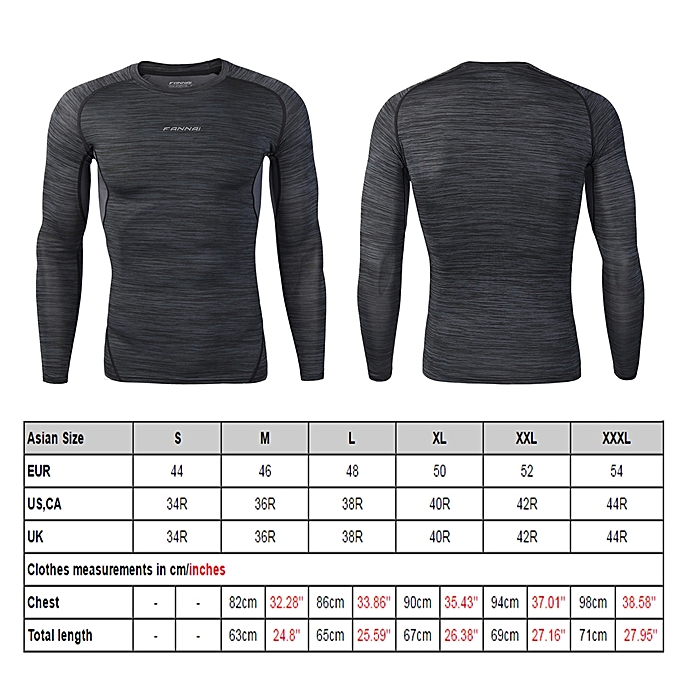 FANNAI
FANNAI
Asian Size S M L XL XXL XXXL
EUR 44 46 48 50 52 54
US,CA 34R 36R 38R 40R 42R 44R
UK 34R 36R 38R 40R 42R 44R
Clothes measurements in cm/inches
Chest - - 82cm 32.28" 86cm 33.86" 90cm 35.43" 94cm 37.01" 98cm 38.58"
Total length - - 63cm 24.8" 65cm 25.59" 67cm 26.38" 69cm 27.16" 71cm 27.95"